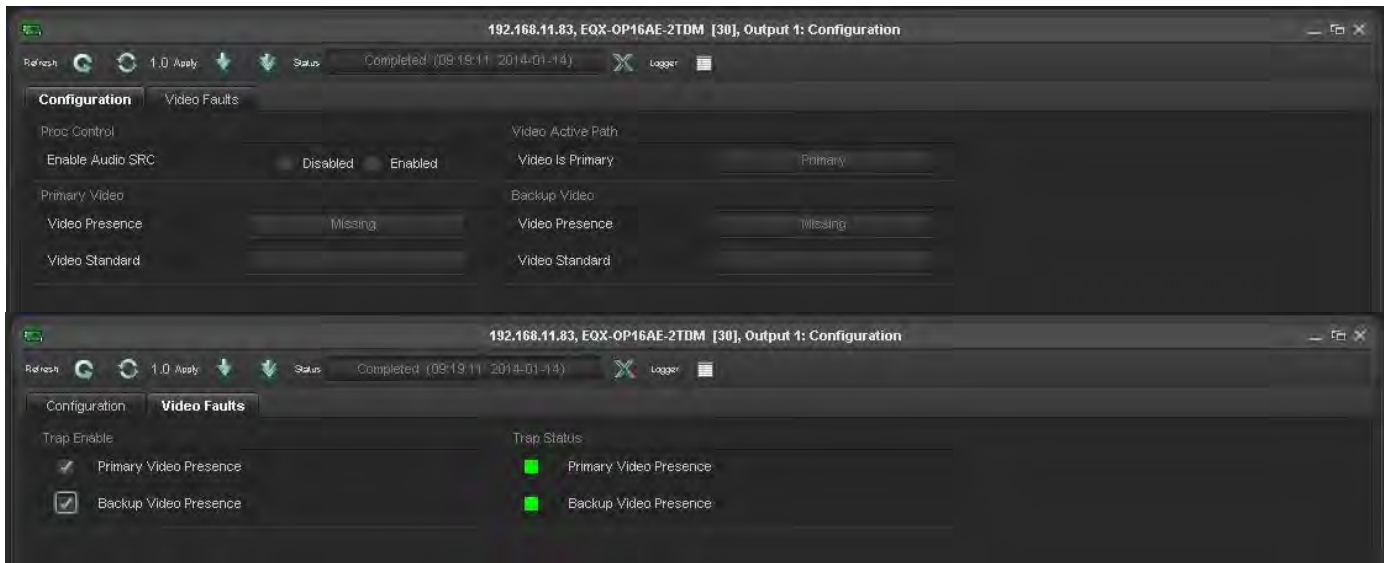 192.168.11.83, EQX-OP16AE-2TDM [30], Output 1: Configuration
Refresh 1.0 Apply Status Completed (09:19:11 2014-01-14) Logger
Configuration Video Faults
Proc Control Video Active Path
Enable Audio SRC Disabled Enabled Video Is Primary Primary
Primary Video Backup Video
Video Presence Missing Video Presence Missing
Video Standard Video Standard
192.168.11.83, EQX-OP16AE-2TDM [30], Output 1: Configuration
Refresh 1.0 Apply Status Completed (09:19:11 2014-01-14) Logger
Configuration Video Faults
Trap Enable Trap Status
Primary Video Presence Primary Video Presence
Backup Video Presence Backup Video Presence